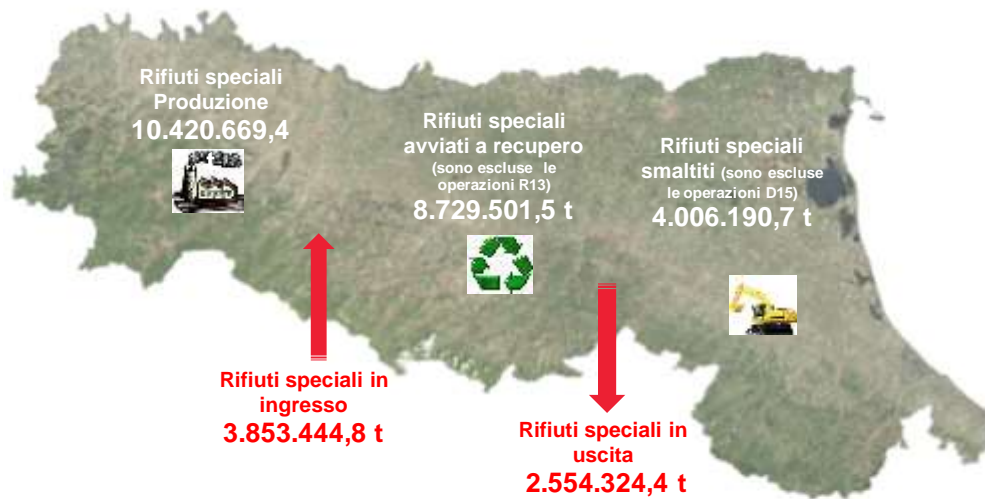 Rifiuti speciali
Produzione
10.420.669,4
Rifiuti speciali
avviati a recupero
(sono escluse le
operazioni R13)
8.729.501,5 t
Rifiuti speciali
smaltiti (sono escluse
le operazioni D15)
4.006.190,7 t
Rifiuti speciali in
ingresso
3.853.444,8 t
Rifiuti speciali in
uscita
2.554.324,4 t